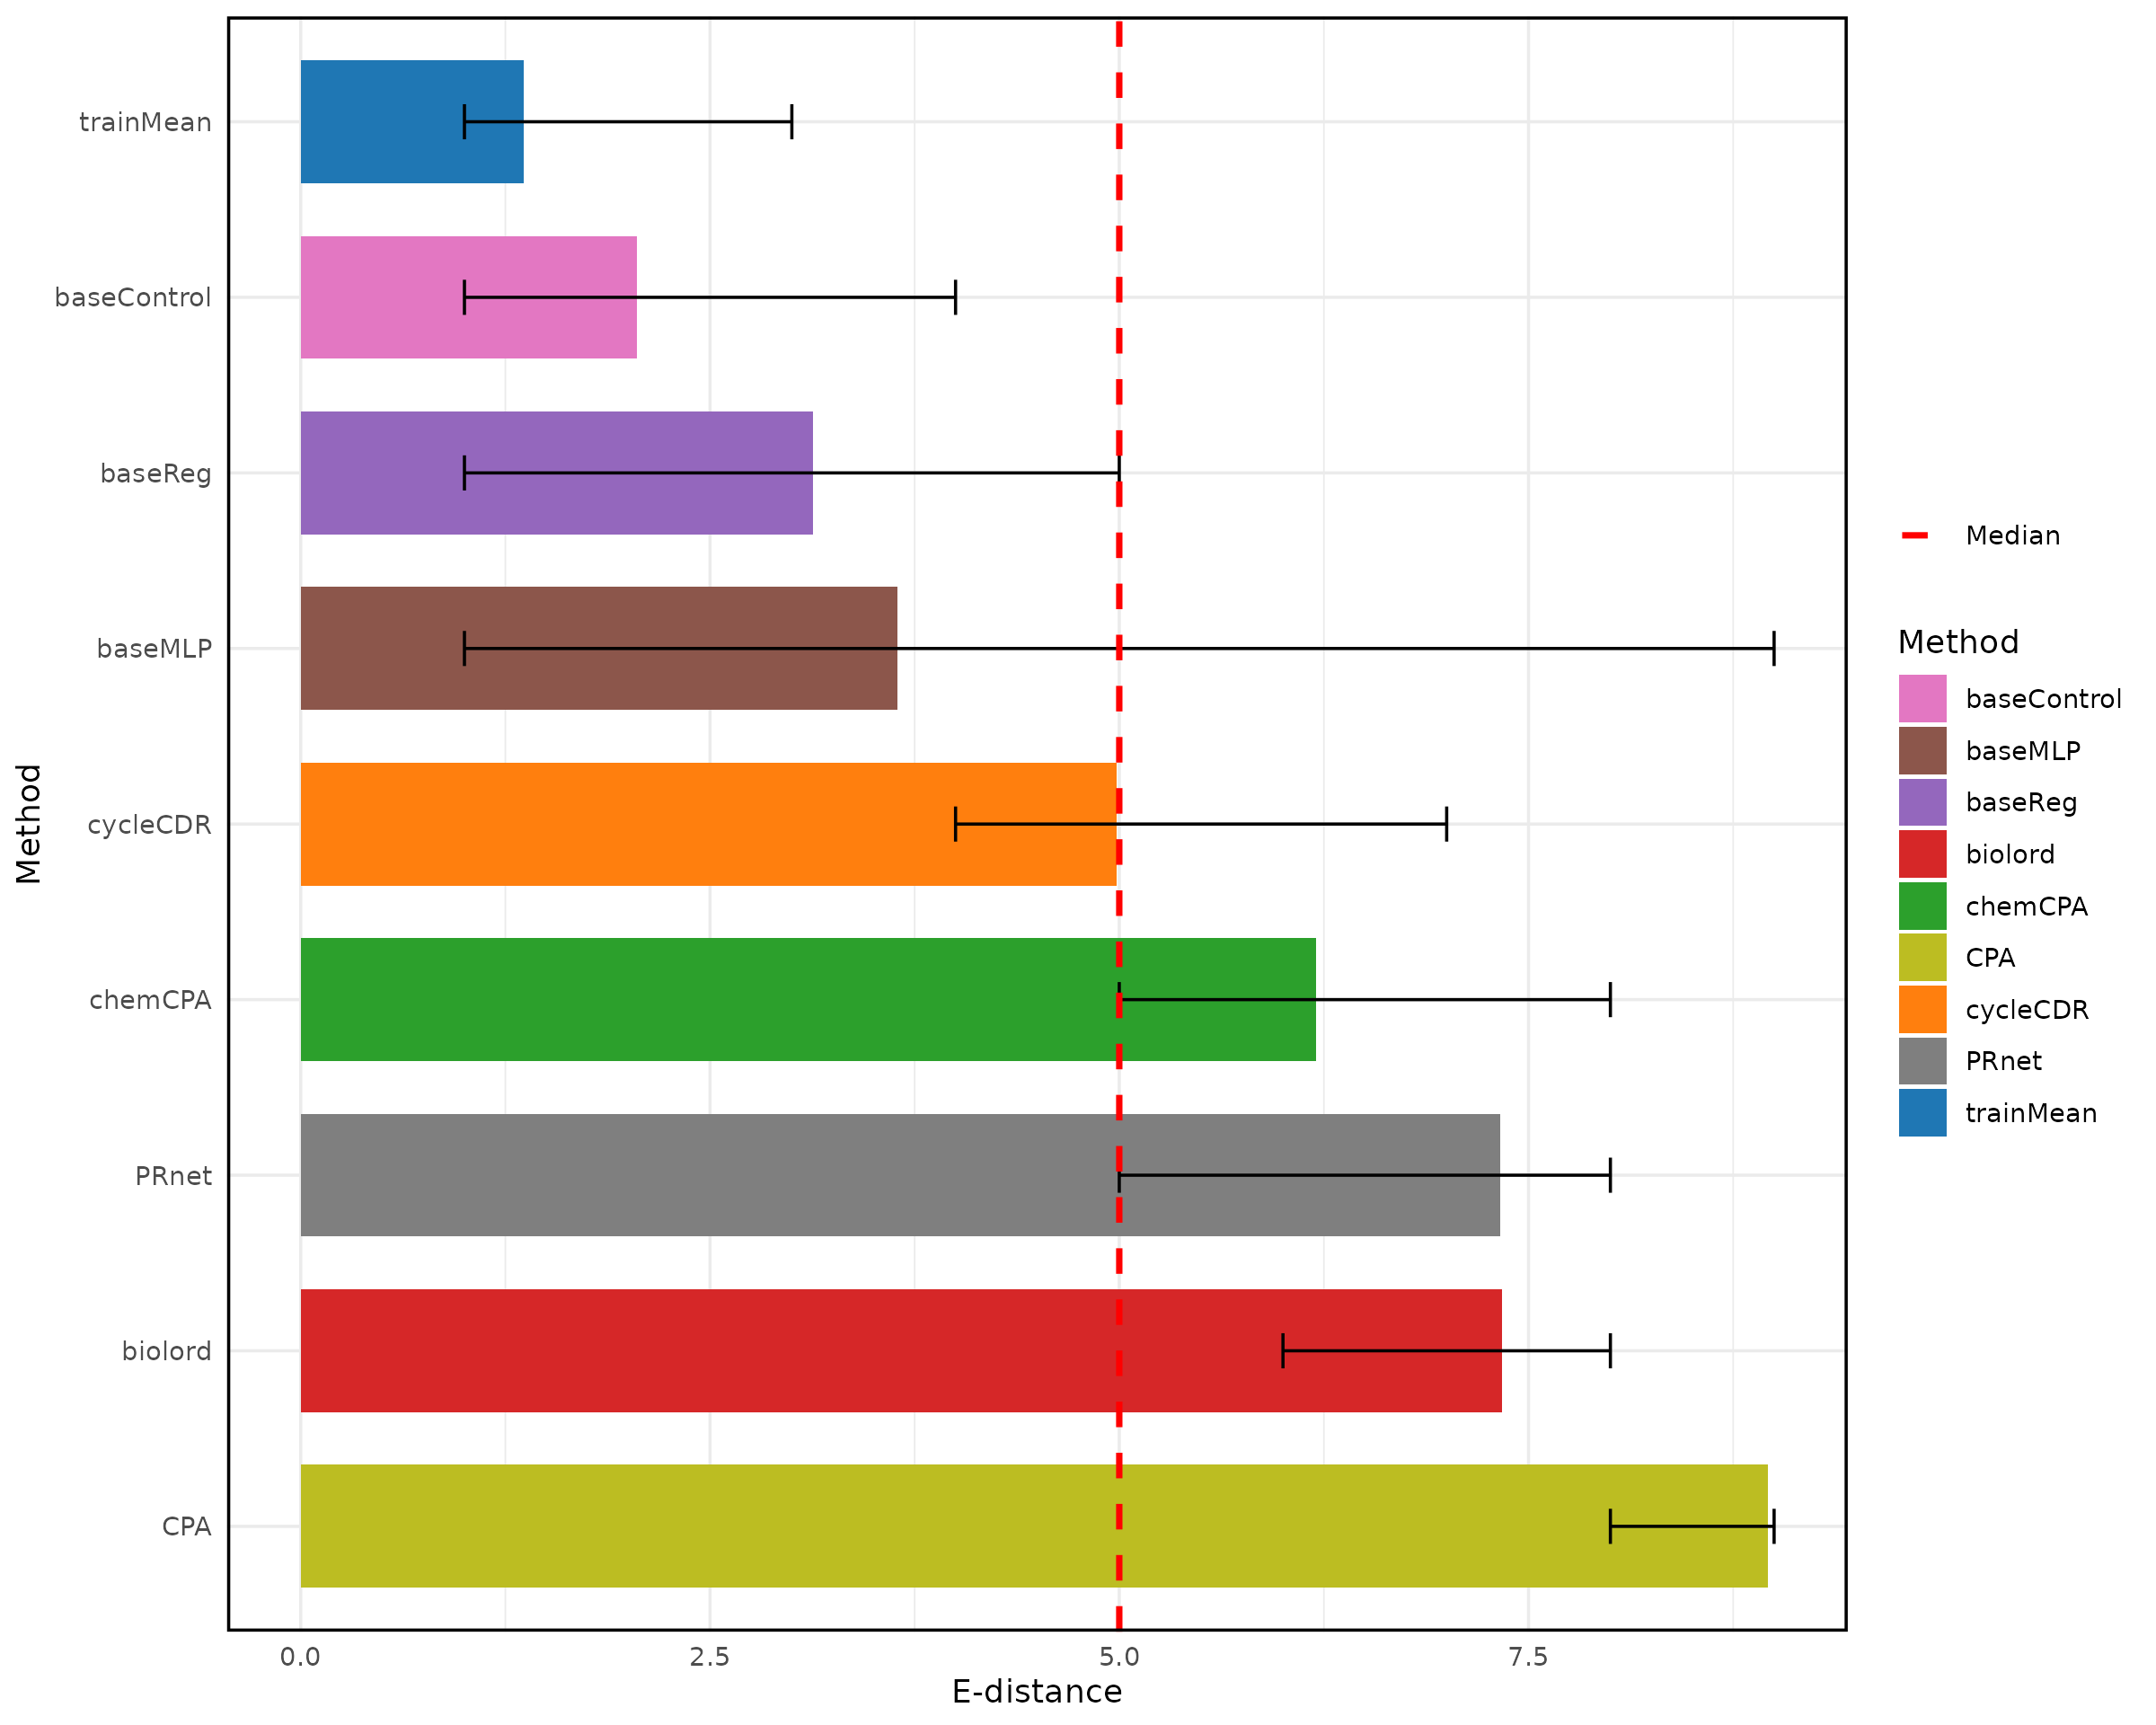 trainMean
baseControl
baseReg
baseMLP
cycleCDR
chemCPA
PRnet
biolord
CPA
Method
0.0 2.5 5.0 7.5
E-distance
Median
Method
baseControl
baseMLP
baseReg
biolord
chemCPA
CPA
cycleCDR
PRnet
trainMean